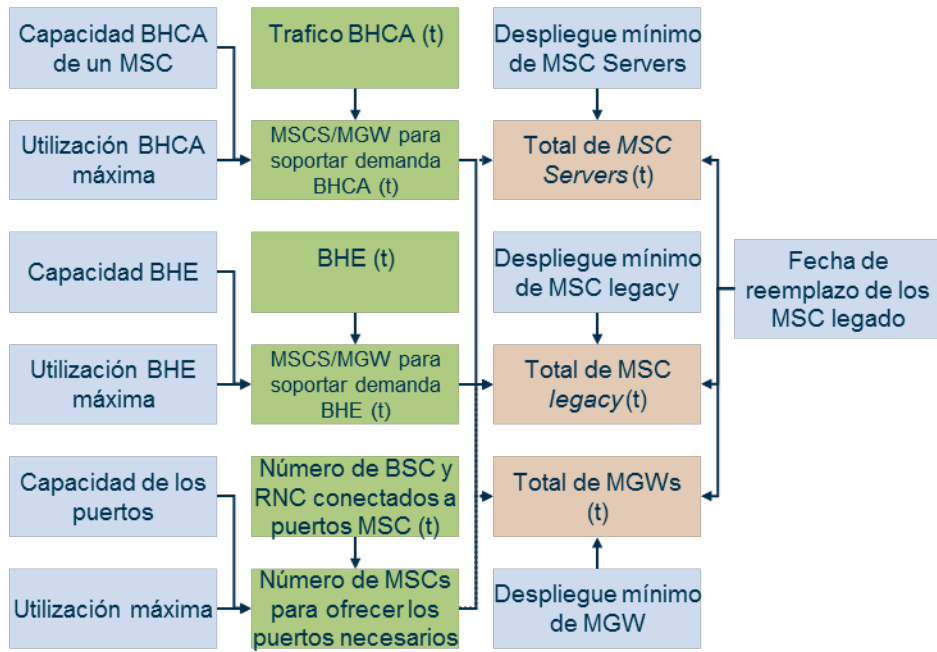 Capacidad BHCA
de un MSC
Trafico BHCA (t)
Despliegue mínimo
de MSC Servers
Utilización BHCA
máxima
MSCS/MGW para
soportar demanda
BHCA (t)
Total de MSC
Servers (t)
Capacidad BHE
BHE (t)
Despliegue mínimo
de MSC legacy
Fecha de
reemplazo de los
MSC legado
Utilización BHE
máxima
MSCS/MGW para
soportar demanda
BHE (t)
Total de MSC
legacy (t)
Capacidad de los
puertos
Número de BSC y
RNC conectados a
puertos MSC (t)
Total de MGWs
(t)
Utilización máxima
Número de MSCs
para ofrecer los
puertos necesarios
Despliegue mínimo
de MGW